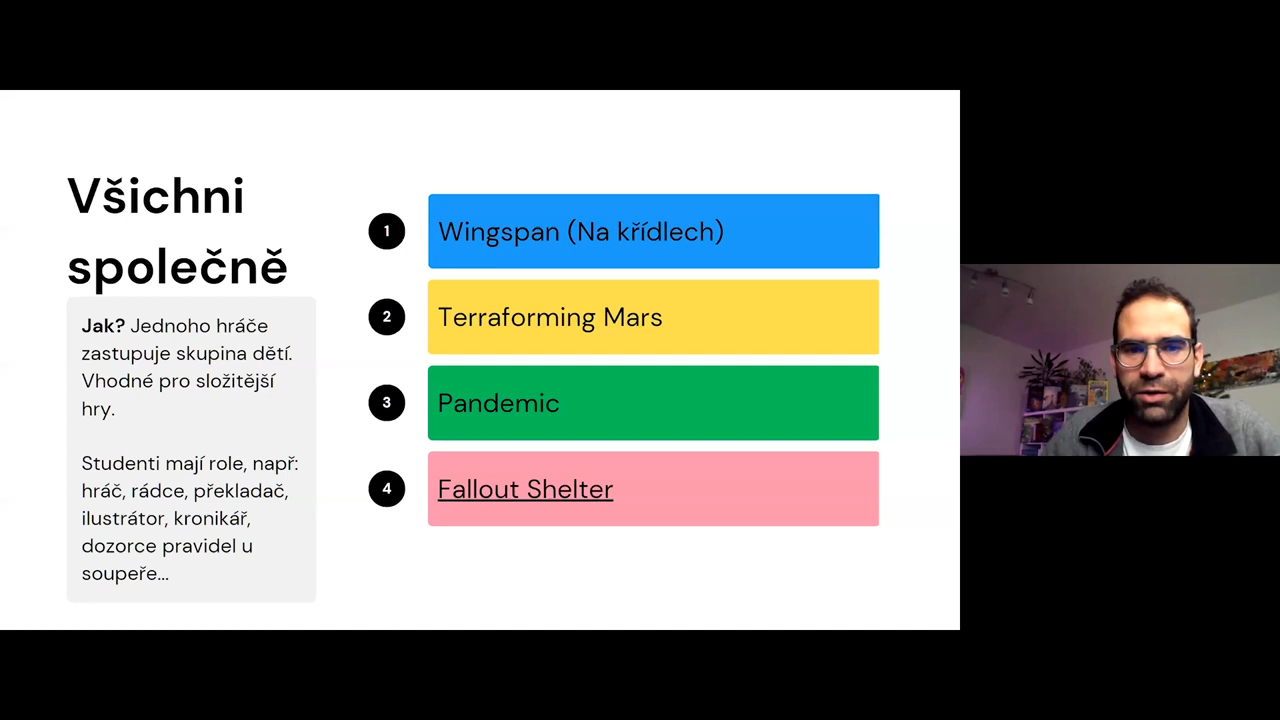 Všichni
společně
Jak? Jednoho hráče
zastupuje skupina dětí.
Vhodné pro složitější
hry.
Studenti mají role, např:
hráč, rádce, překladač,
ilustrátor, kronikář,
dozorce pravidel u
soupeře...
1 Wingspan (Na křídlech)
2 Terraforming Mars
3 Pandemic
4 Fallout Shelter